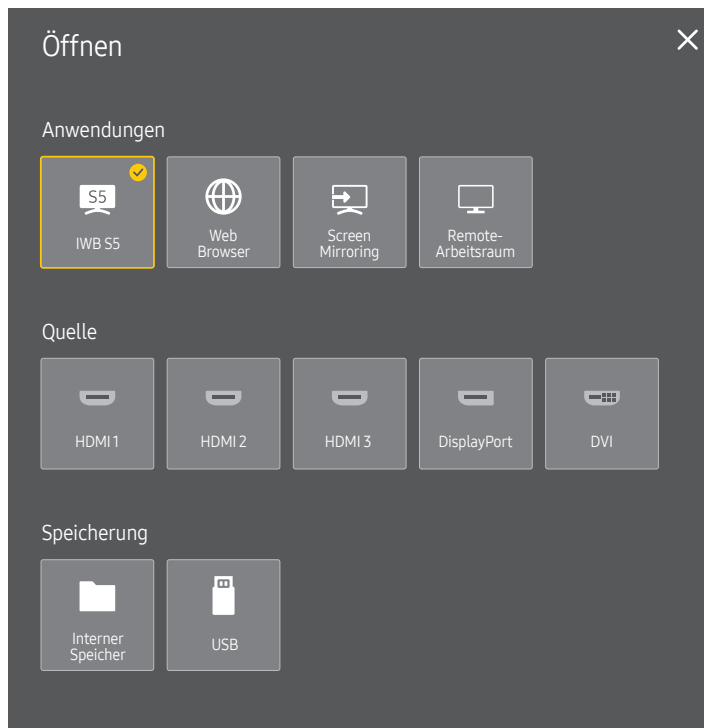 Öffnen
Anwendungen
S5
IWB S5
Web
Browser
Screen
Mirroring
Remote-
Arbeitsraum
Quelle
HDMI 1
HDMI 2
HDMI 3
DisplayPort
DVI
Speicherung
Interner
Speicher
USB